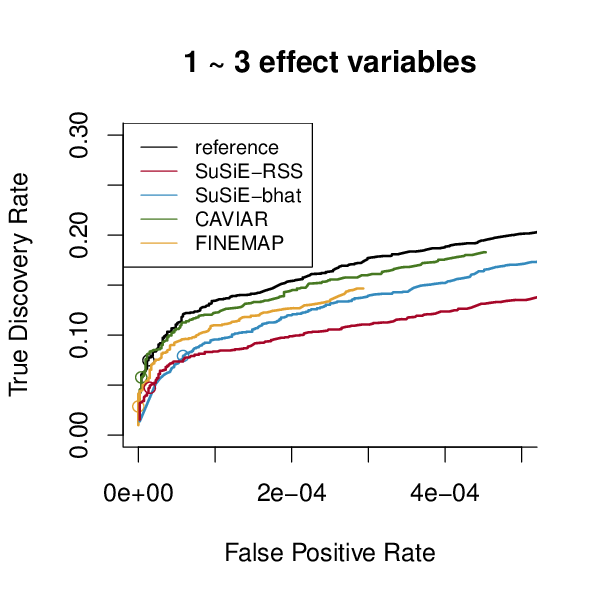 1 ~ 3 effect variables
True Discovery Rate
0.30
0.20
0.10
0.00
reference
SuSiE−RSS
SuSiE−bhat
CAVIAR
FINEMAP
0e+00 2e−04 4e−04
False Positive Rate